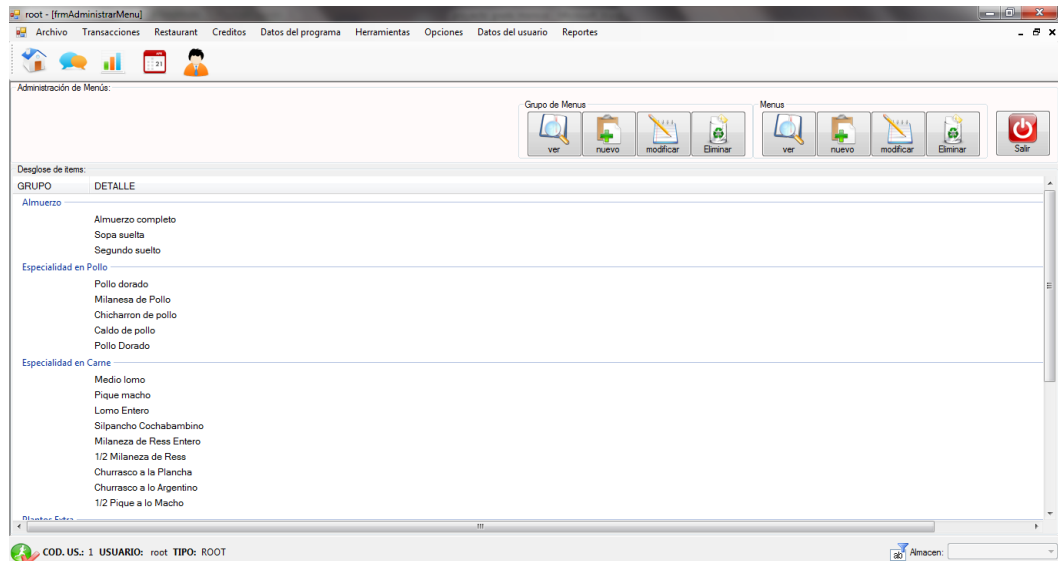 root - [frmAdministrarMenu]
Archivo Transacciones Restaurant Creditos Datos del programa Herramientas Opciones Datos del usuario Reportes
21
Administración de Menús:
Grupo de Menus
Menus
ver nuevo modificar Eliminar ver nuevo modificar Eliminar Salir
Desglose de items:
GRUPO DETALLE
Almuerzo
Almuerzo completo
Sopa suelta
Segundo suelto
Especialidad en Pollo
Pollo dorado
Milanesa de Pollo
Chicharron de pollo
Caldo de pollo
Pollo Dorado
Especialidad en Carne
Medio lomo
Pique macho
Lomo Entero
Silpancho Cochabambino
Milaneza de Ress Entero
1/2 Milaneza de Ress
Churrasco a la Plancha
Churrasco a lo Argentino
1/2 Pique a lo Macho
COD. US.: 1 USUARIO: root TIPO: ROOT
ab Almacen: